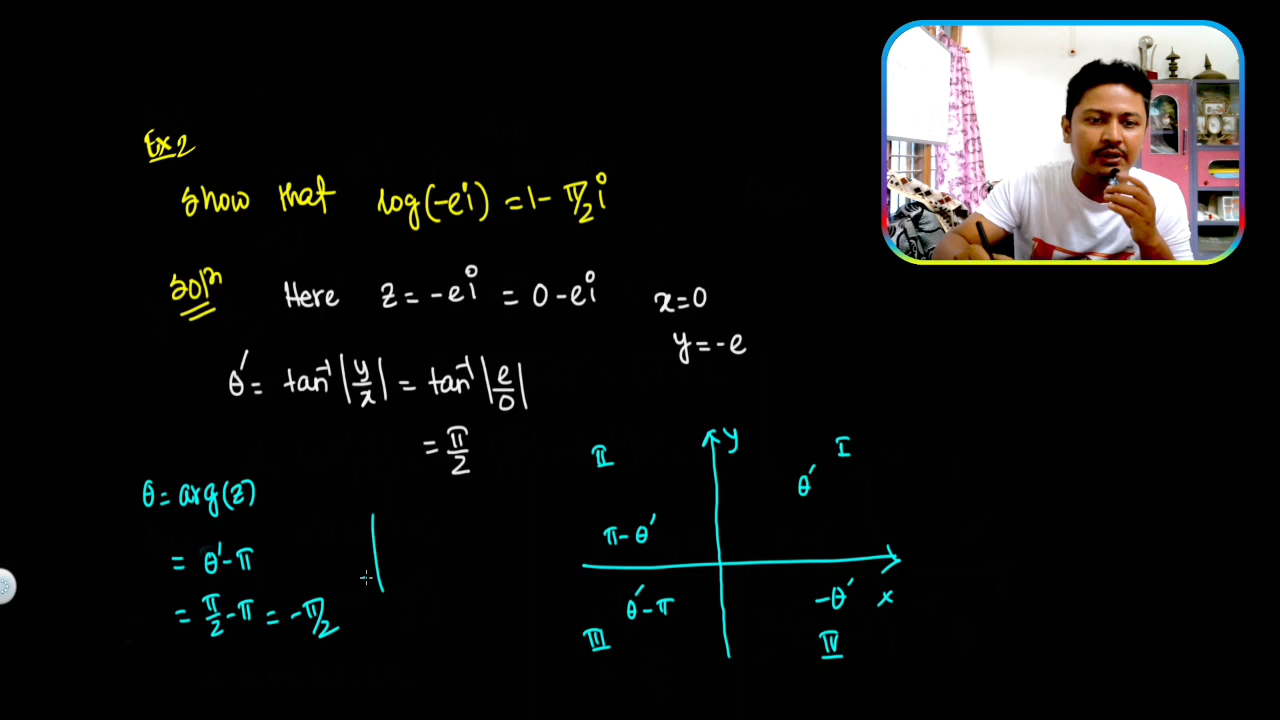 Ex 2
Show that log(-ei) = 1 - π/2 i
Soln Here z = -ei = 0 - ei x = 0
y = -e
θ' = tan⁻¹|y/x| = tan⁻¹|e/0|
= π/2
θ = arg(z)
= θ' - π
= π/2 - π = -π/2
y
II I
θ'
π - θ'
θ' - π -θ' x
III IV